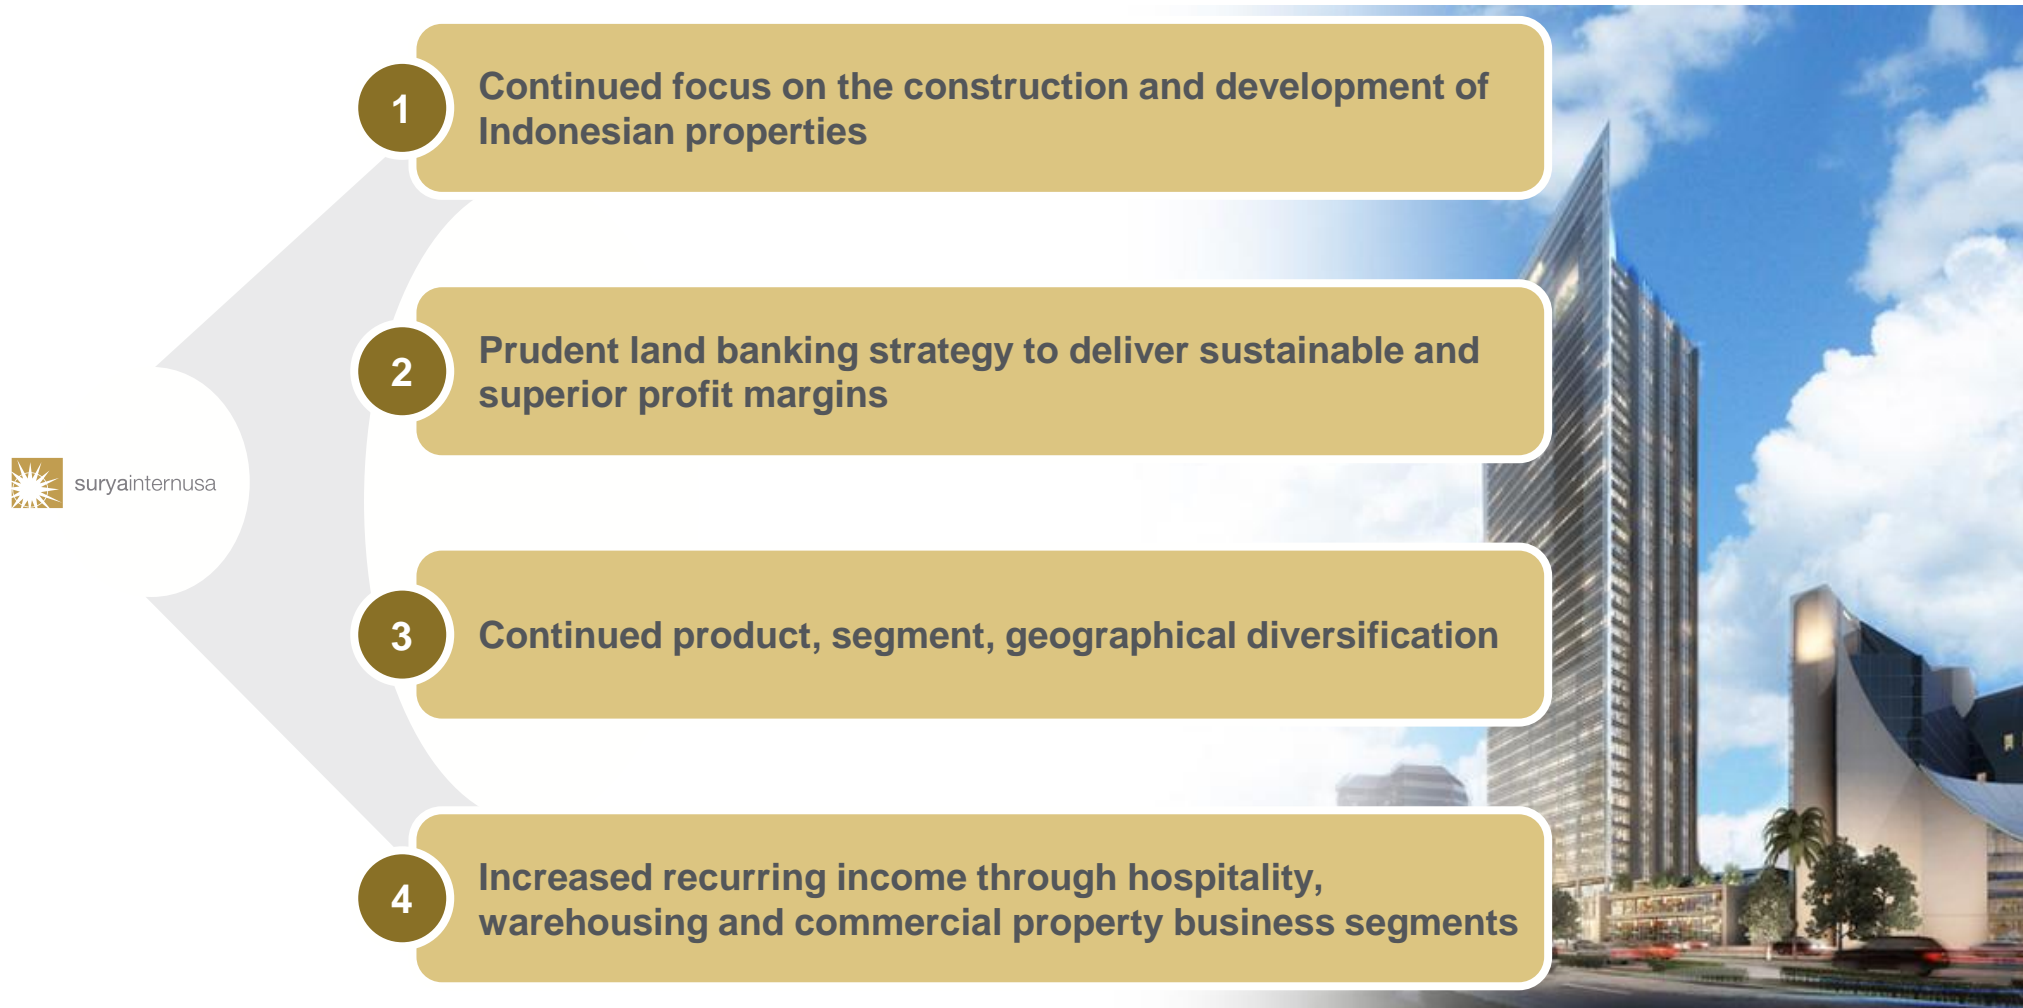 1
Continued focus on the construction and development of
Indonesian properties
2
Prudent land banking strategy to deliver sustainable and
superior profit margins
suryainternusa
3
Continued product, segment, geographical diversification
4
Increased recurring income through hospitality,
warehousing and commercial property business segments